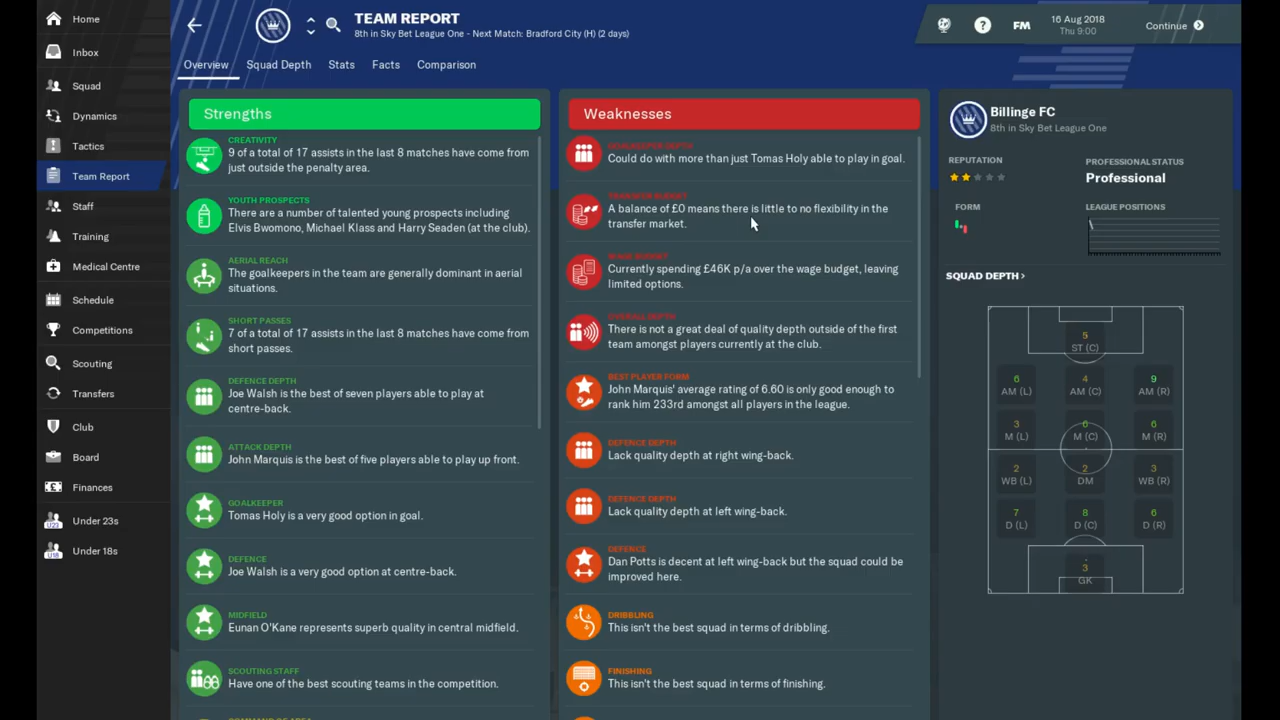 Home
Inbox
Squad
Dynamics
Tactics
Team Report
Staff
Training
Medical Centre
Schedule
Competitions
Scouting
Transfers
Club
Board
Finances
Under 23s
Under 18s
TEAM REPORT
8th in Sky Bet League One - Next Match: Bradford City (H) (2 days)
FM
16 Aug 2018
Thu 9:00
Continue
Overview
Squad Depth
Stats
Facts
Comparison
Strengths
CREATIVITY
9 of a total of 17 assists in the last 8 matches have come from
just outside the penalty area.
YOUTH PROSPECTS
There are a number of talented young prospects including
Elvis Bwomono, Michael Klass and Harry Seaden (at the club).
AERIAL REACH
The goalkeepers in the team are generally dominant in aerial
situations.
SHORT PASSES
7 of a total of 17 assists in the last 8 matches have come from
short passes.
DEFENCE DEPTH
Joe Walsh is the best of seven players able to play at
centre-back.
ATTACK DEPTH
John Marquis is the best of five players able to play up front.
GOALKEEPER
Tomas Holy is a very good option in goal.
DEFENCE
Joe Walsh is a very good option at centre-back.
MIDFIELD
Eunan O'Kane represents superb quality in central midfield.
SCOUTING STAFF
Have one of the best scouting teams in the competition.
Weaknesses
GOALKEEPER DEPTH
Could do with more than just Tomas Holy able to play in goal.
TRANSFER BUDGET
A balance of £0 means there is little to no flexibility in the
transfer market.
WAGE BUDGET
Currently spending £46K p/a over the wage budget, leaving
limited options.
OVERALL DEPTH
There is not a great deal of quality depth outside of the first
team amongst players currently at the club.
BEST PLAYER FORM
John Marquis' average rating of 6.60 is only good enough to
rank him 233rd amongst all players in the league.
DEFENCE DEPTH
Lack quality depth at right wing-back.
DEFENCE DEPTH
Lack quality depth at left wing-back.
DEFENCE
Dan Potts is decent at left wing-back but the squad could be
improved here.
DRIBBLING
This isn't the best squad in terms of dribbling.
FINISHING
This isn't the best squad in terms of finishing.
Billinge FC
8th in Sky Bet League One
REPUTATION
PROFESSIONAL STATUS
Professional
FORM
LEAGUE POSITIONS
SQUAD DEPTH
5
ST (C)
6 4 9
AM (L) AM (C) AM (R)
3 6 6
M (L) M (C) M (R)
2 2 3
WB (L) DM WB (R)
7 8 6
D (L) D (C) D (R)
3
GK